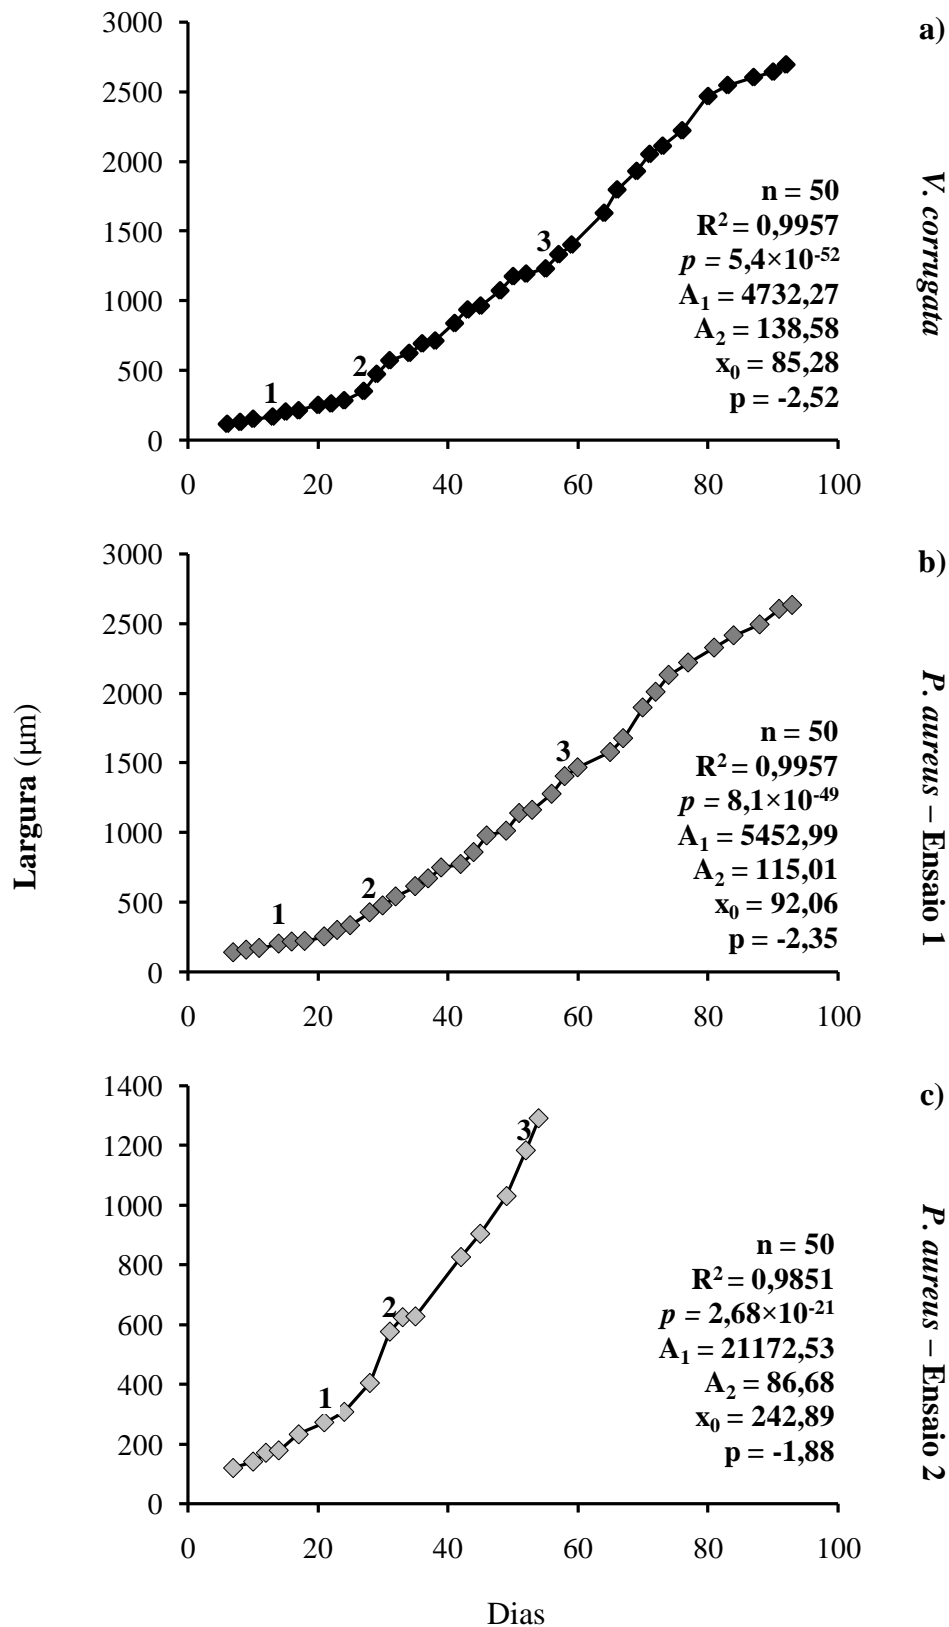 a)
3000
2500
2000
1500
1000
500
0
0 20 40 60 80 100
1
2
3
n = 50
R² = 0,9957
p = 5,4×10⁻⁵²
A₁ = 4732,27
A₂ = 138,58
x₀ = 85,28
p = -2,52
V. corrugata
b)
3000
2500
2000
1500
1000
500
0
0 20 40 60 80 100
1
2
3
n = 50
R² = 0,9957
p = 8,1×10⁻⁴⁹
A₁ = 5452,99
A₂ = 115,01
x₀ = 92,06
p = -2,35
P. aureus – Ensaio 1
Largura (µm)
c)
1400
1200
1000
800
600
400
200
0
0 20 40 60 80 100
1
2
3
n = 50
R² = 0,9851
p = 2,68×10⁻²¹
A₁ = 21172,53
A₂ = 86,68
x₀ = 242,89
p = -1,88
P. aureus – Ensaio 2
Dias